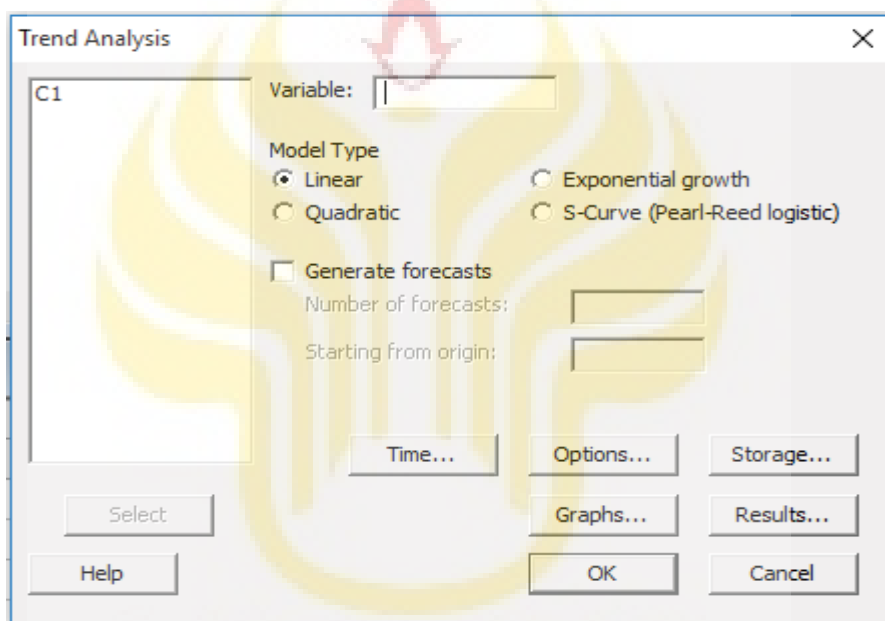 Trend Analysis
C1
Variable:
Model Type
Linear
Exponential growth
Quadratic
S-Curve (Pearl-Reed logistic)
Generate forecasts
Number of forecasts:
Starting from origin:
Time...
Options...
Storage...
Select
Graphs...
Results...
Help
OK
Cancel